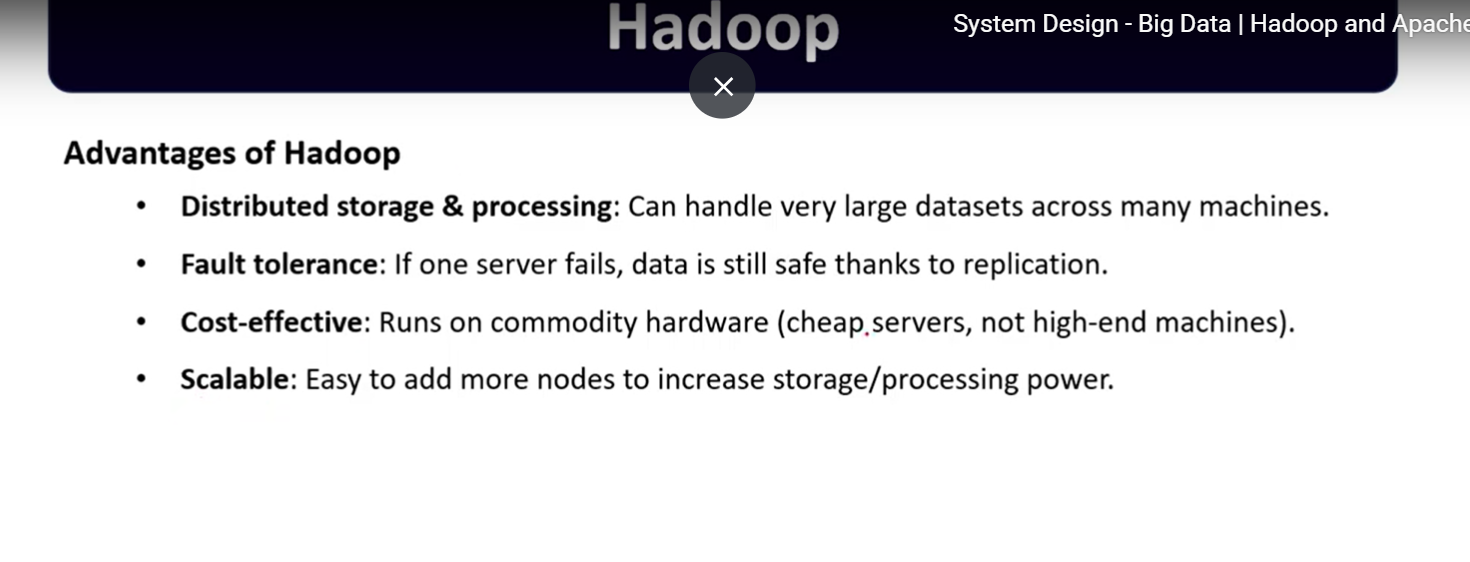 Hadoop
System Design - Big Data | Hadoop and Apache
Advantages of Hadoop
• Distributed storage & processing: Can handle very large datasets across many machines.
• Fault tolerance: If one server fails, data is still safe thanks to replication.
• Cost-effective: Runs on commodity hardware (cheap servers, not high-end machines).
• Scalable: Easy to add more nodes to increase storage/processing power.